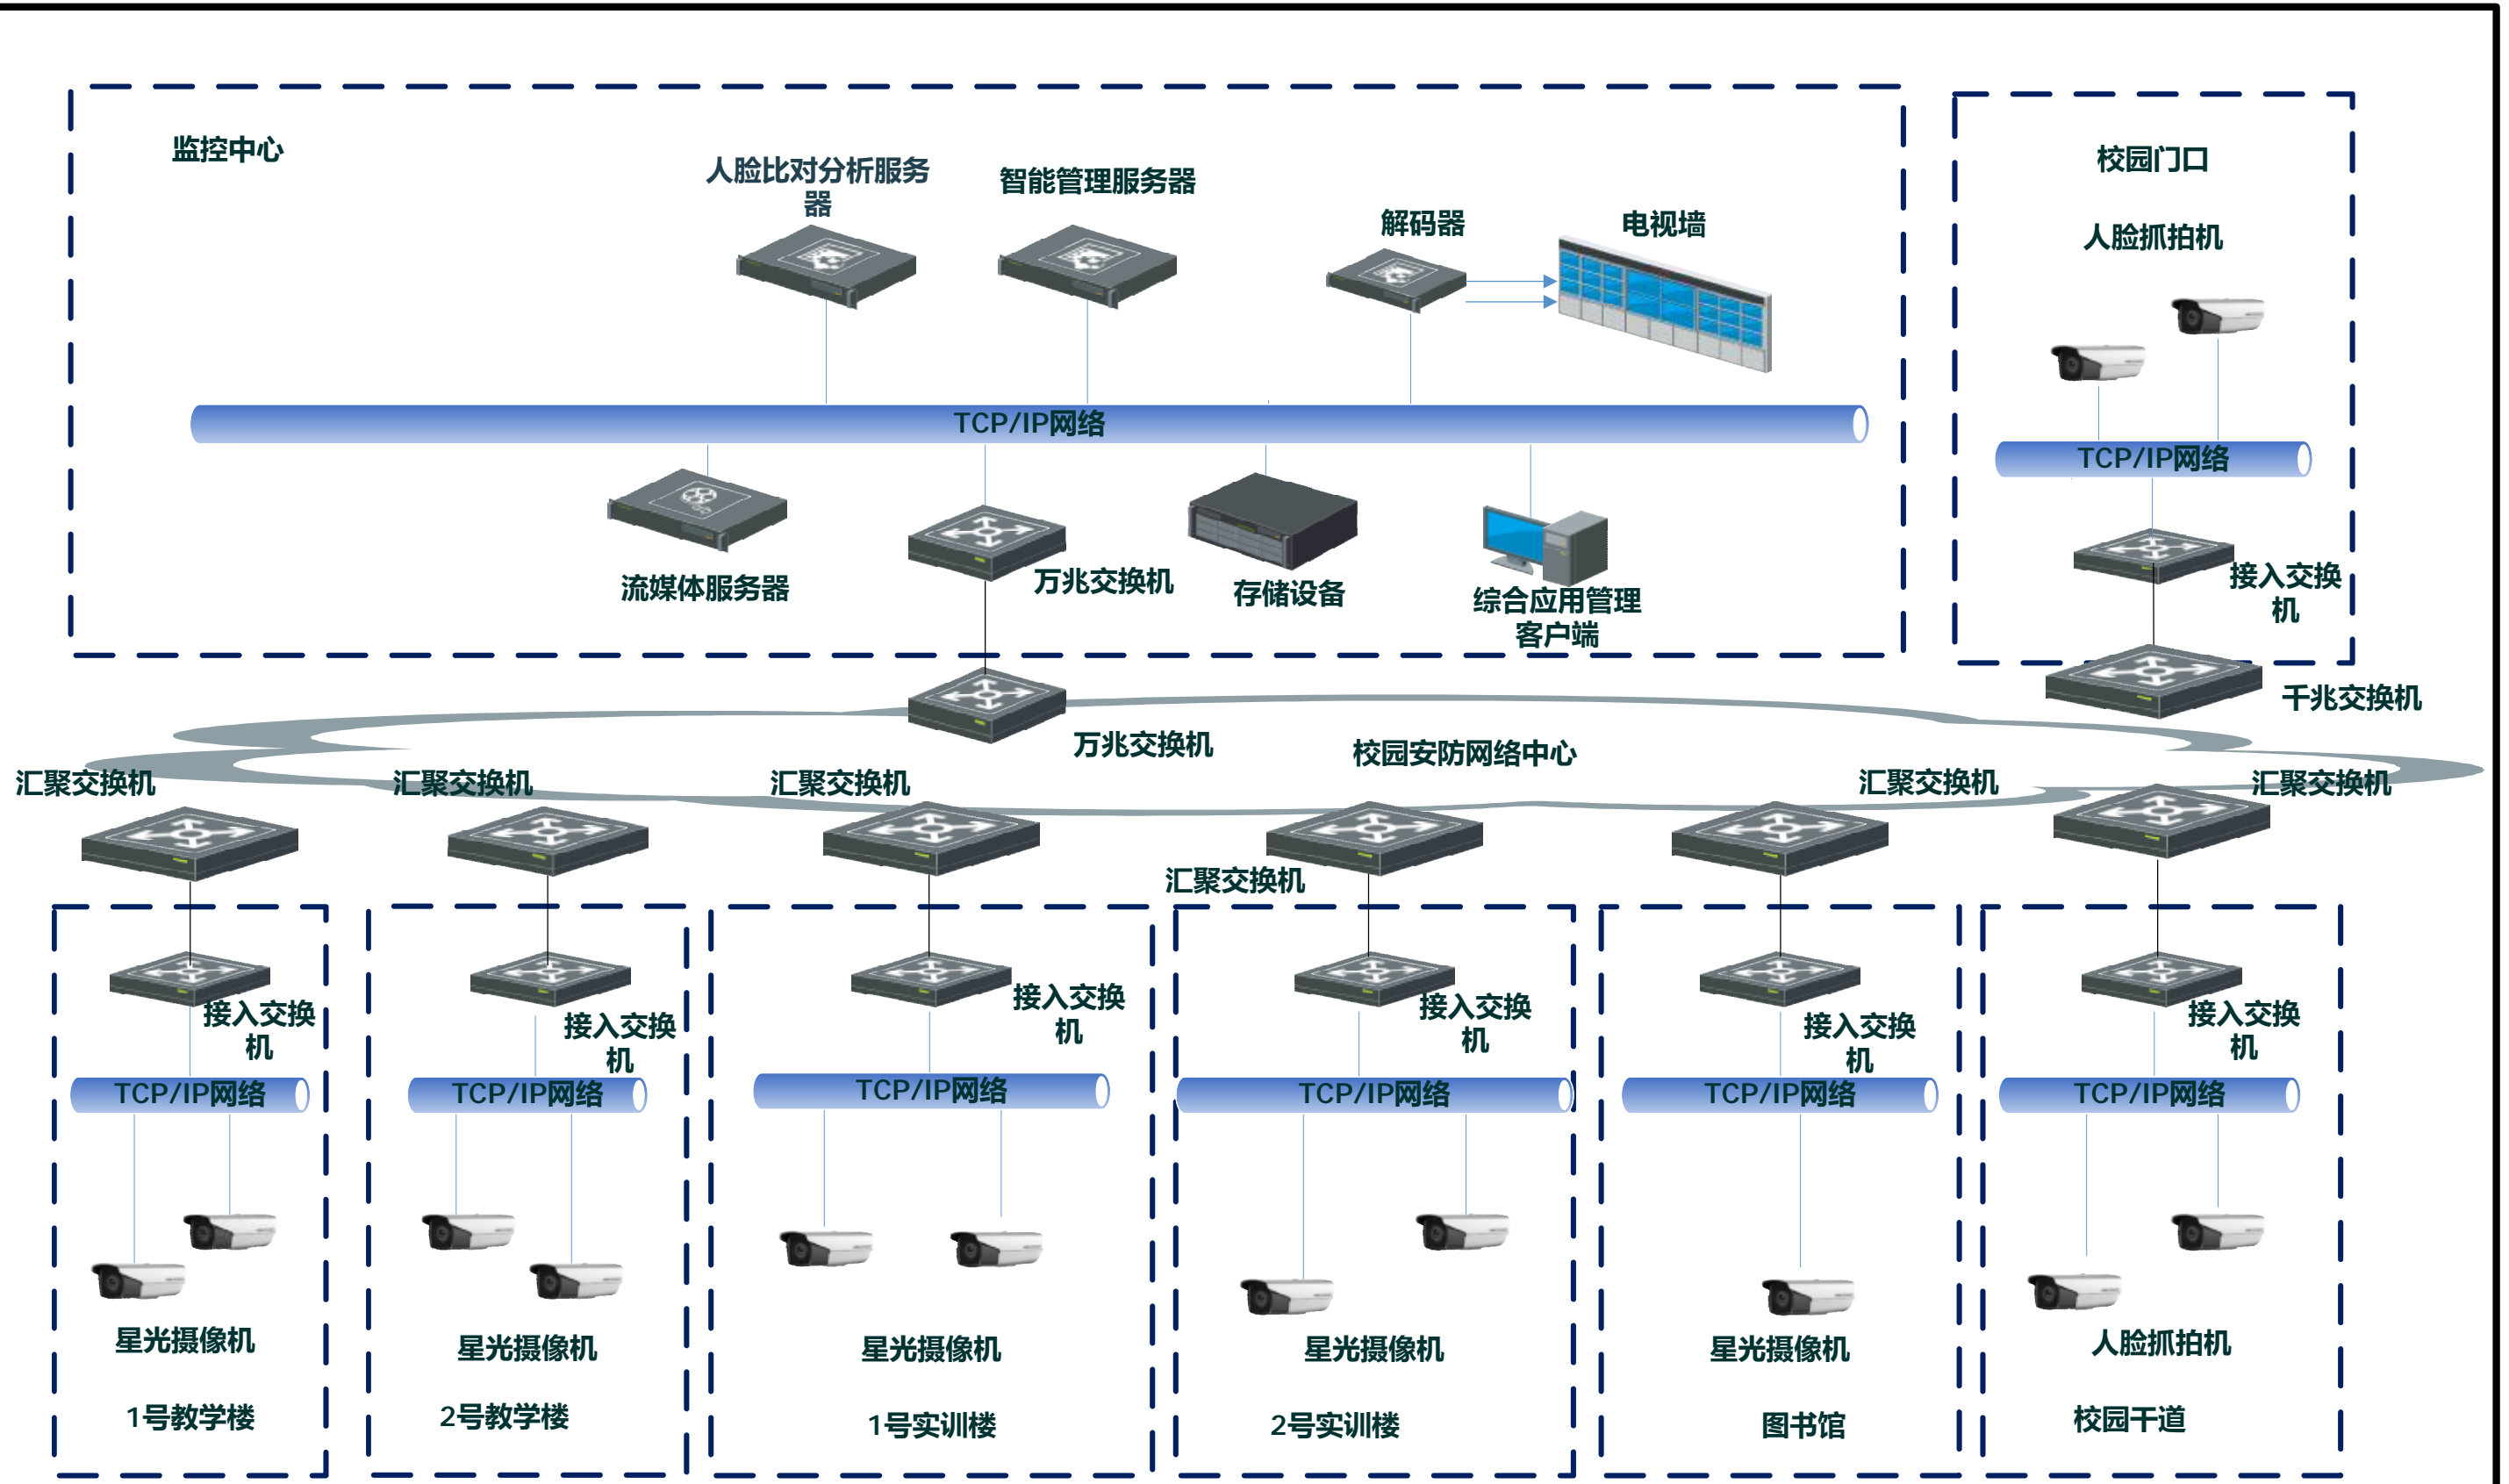 监控中心
人脸比对分析服务
器
智能管理服务器
解码器
电视墙
校园门口
人脸抓拍机
TCP/IP网络
TCP/IP网络
流媒体服务器
万兆交换机
存储设备
综合应用管理
客户端
接入交换
机
万兆交换机
校园安防网络中心
千兆交换机
汇聚交换机
汇聚交换机
汇聚交换机
汇聚交换机
汇聚交换机
汇聚交换机
接入交换
机
接入交换
机
接入交换
机
接入交换
机
接入交换
机
接入交换
机
TCP/IP网络
TCP/IP网络
TCP/IP网络
TCP/IP网络
TCP/IP网络
TCP/IP网络
星光摄像机
星光摄像机
星光摄像机
星光摄像机
星光摄像机
人脸抓拍机
1号教学楼
2号教学楼
1号实训楼
2号实训楼
图书馆
校园干道